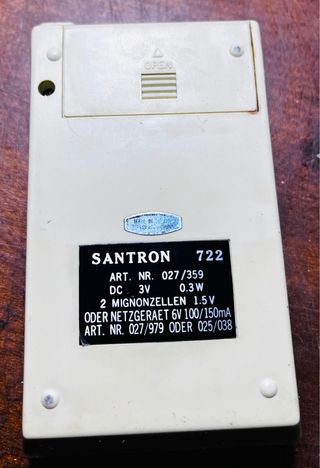 OPEN
SANTRON 722
ART. NR. 027/359
DC 3V 0.3W
2 MIGNONZELLEN 1.5V
ODER NETZGERAET 6V 100/150mA
ART. NR. 027/979 ODER 025/038